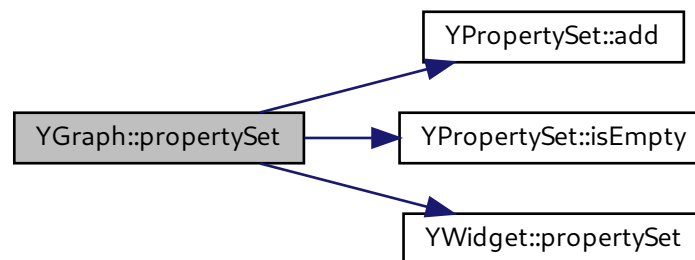 YPropertySet::add
YGraph::propertySet
YPropertySet::isEmpty
YWidget::propertySet